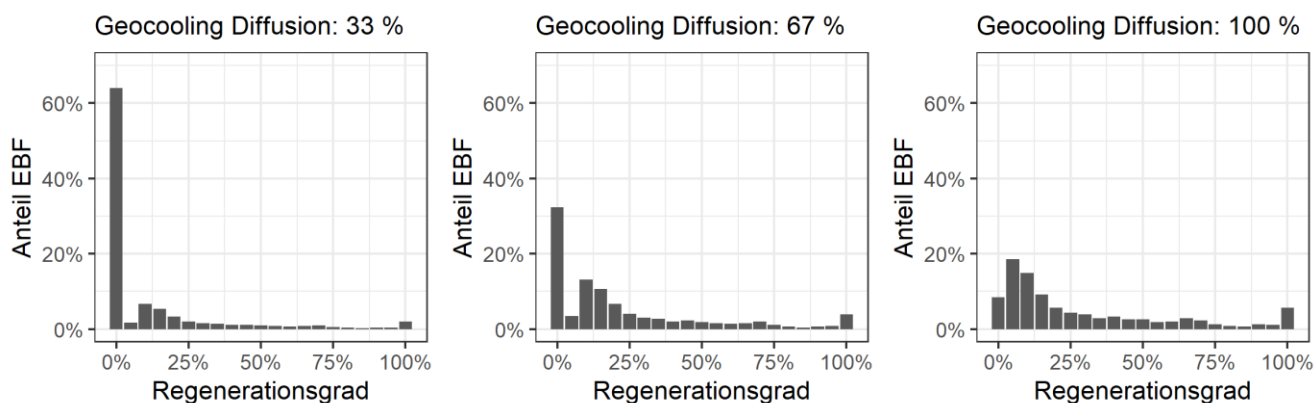 Geocooling Diffusion: 33 %
Anteil EBF
60%
40%
20%
0%
0% 25% 50% 75% 100%
Regenerationsgrad
Geocooling Diffusion: 67 %
Anteil EBF
60%
40%
20%
0%
0% 25% 50% 75% 100%
Regenerationsgrad
Geocooling Diffusion: 100 %
Anteil EBF
60%
40%
20%
0%
0% 25% 50% 75% 100%
Regenerationsgrad